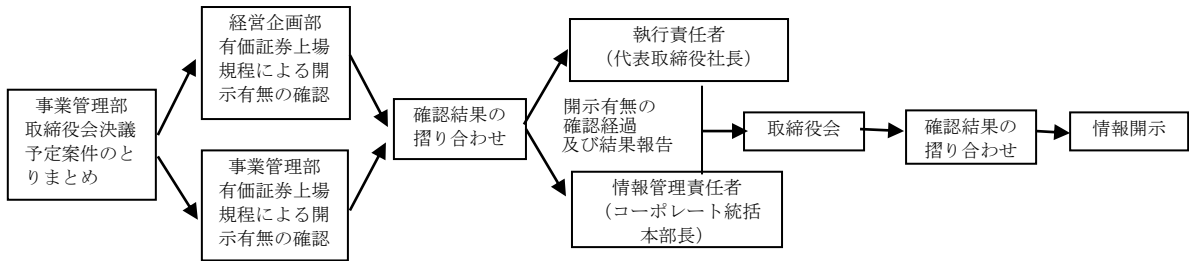 事業管理部
取締役会決議
予定案件のと
りまとめ
経営企画部
有価証券上場
規程による開
示有無の確認
事業管理部
有価証券上場
規程による開
示有無の確認
確認結果の
摺り合わせ
執行責任者
(代表取締役社長)
開示有無の
確認経過
及び結果報告
情報管理責任者
(コーポレート統括
本部長)
取締役会
確認結果の
摺り合わせ
情報開示